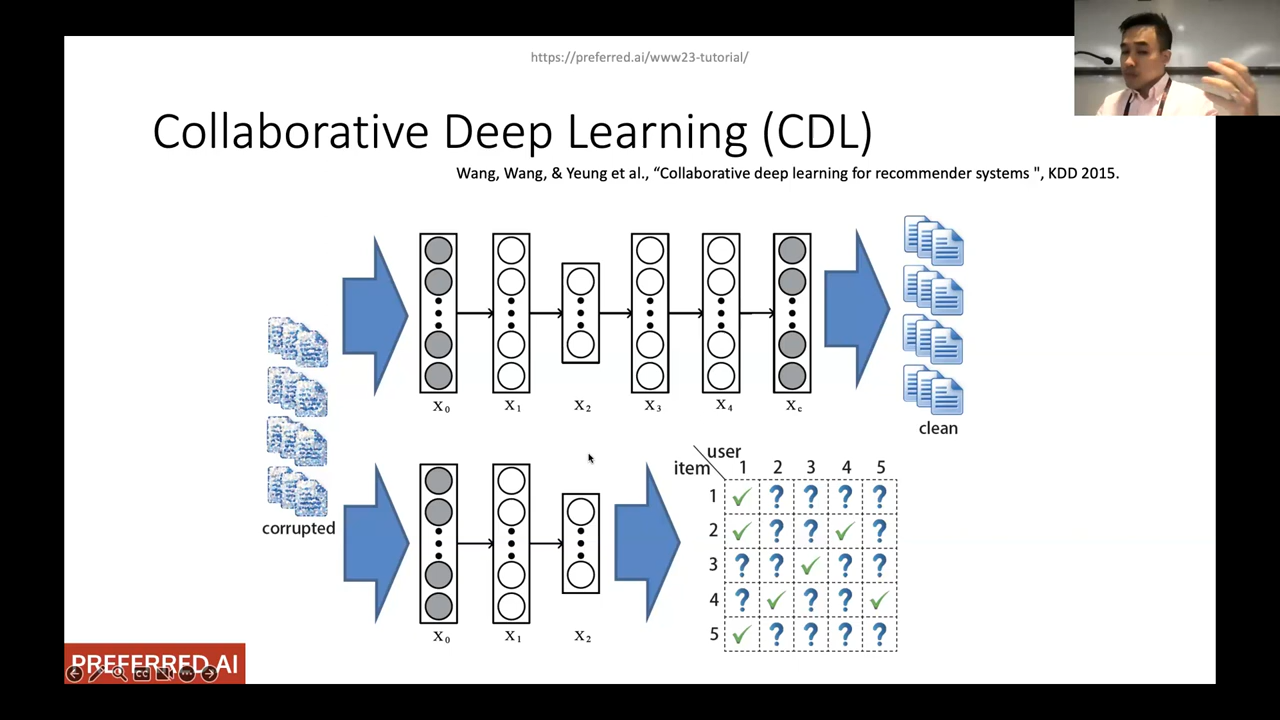 https://preferred.ai/www23-tutorial/
Collaborative Deep Learning (CDL)
Wang, Wang, & Yeung et al., “Collaborative deep learning for recommender systems ", KDD 2015.
X0 X1 X2 X3 X4 Xc
clean
corrupted
user
item 1 2 3 4 5
1 ✓ ? ? ? ?
2 ✓ ? ? ✓ ?
3 ? ? ✓ ? ?
4 ? ✓ ? ? ✓
5 ✓ ? ? ? ?
X0 X1 X2
PREFERRED.AI
CC